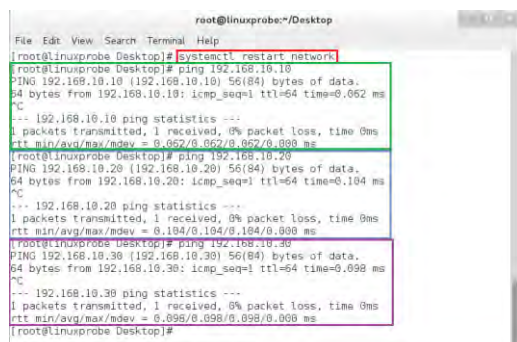 root@linuxprobe:~/Desktop
File Edit View Search Terminal Help
[root@linuxprobe Desktop]# systemctl restart network
[root@linuxprobe Desktop]# ping 192.168.10.10
PING 192.168.10.10 (192.168.10.10) 56(84) bytes of data.
64 bytes from 192.168.10.10: icmp_seq=1 ttl=64 time=0.062 ms
^C
--- 192.168.10.10 ping statistics ---
1 packets transmitted, 1 received, 0% packet loss, time 0ms
rtt min/avg/max/mdev = 0.062/0.062/0.062/0.000 ms
[root@linuxprobe Desktop]# ping 192.168.10.20
PING 192.168.10.20 (192.168.10.20) 56(84) bytes of data.
64 bytes from 192.168.10.20: icmp_seq=1 ttl=64 time=0.104 ms
^C
--- 192.168.10.20 ping statistics ---
1 packets transmitted, 1 received, 0% packet loss, time 0ms
rtt min/avg/max/mdev = 0.104/0.104/0.104/0.000 ms
[root@linuxprobe Desktop]# ping 192.168.10.30
PING 192.168.10.30 (192.168.10.30) 56(84) bytes of data.
64 bytes from 192.168.10.30: icmp_seq=1 ttl=64 time=0.098 ms
^C
--- 192.168.10.30 ping statistics ---
1 packets transmitted, 1 received, 0% packet loss, time 0ms
rtt min/avg/max/mdev = 0.098/0.098/0.098/0.000 ms
[root@linuxprobe Desktop]#